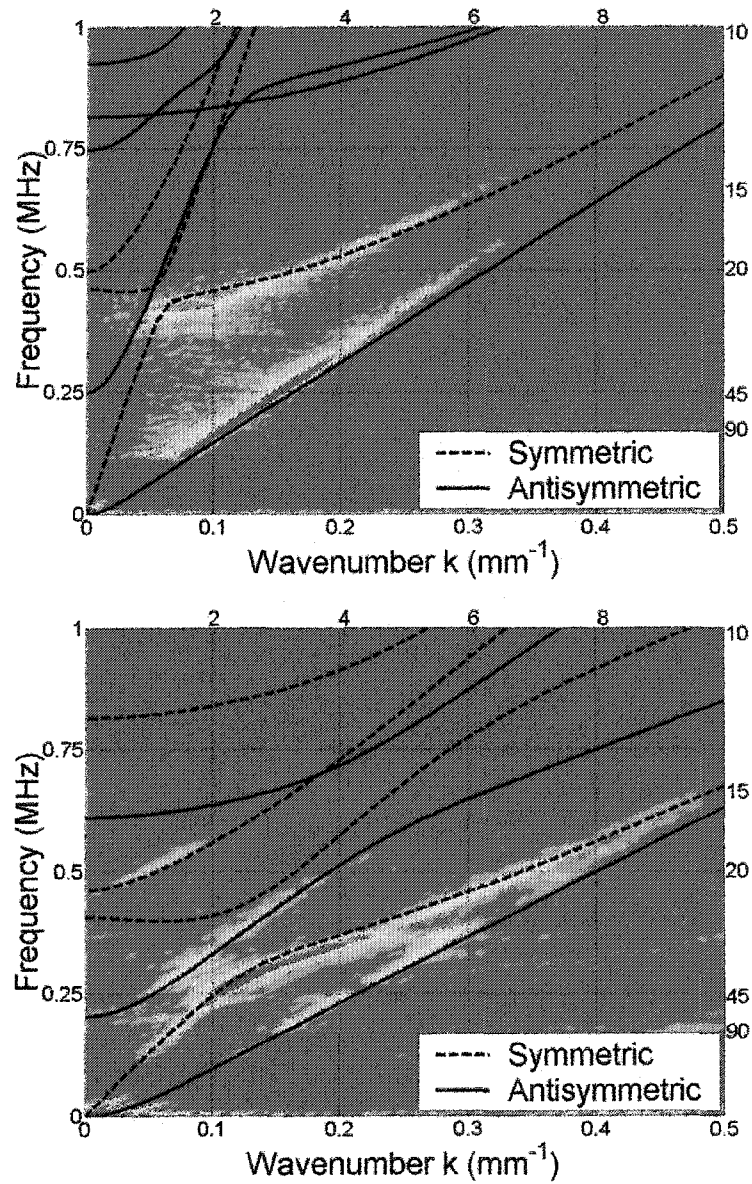 2 4 6 8
1 10
0.75
15
0.5 20
0.25 45
90
0
Symmetric
Antisymmetric
0 0.1 0.2 0.3 0.4 0.5
Frequency (MHz)
Wavenumber k (mm⁻¹)
2 4 6 8
1 10
0.75
15
0.5 20
0.25 45
90
0
Symmetric
Antisymmetric
0 0.1 0.2 0.3 0.4 0.5
Frequency (MHz)
Wavenumber k (mm⁻¹)